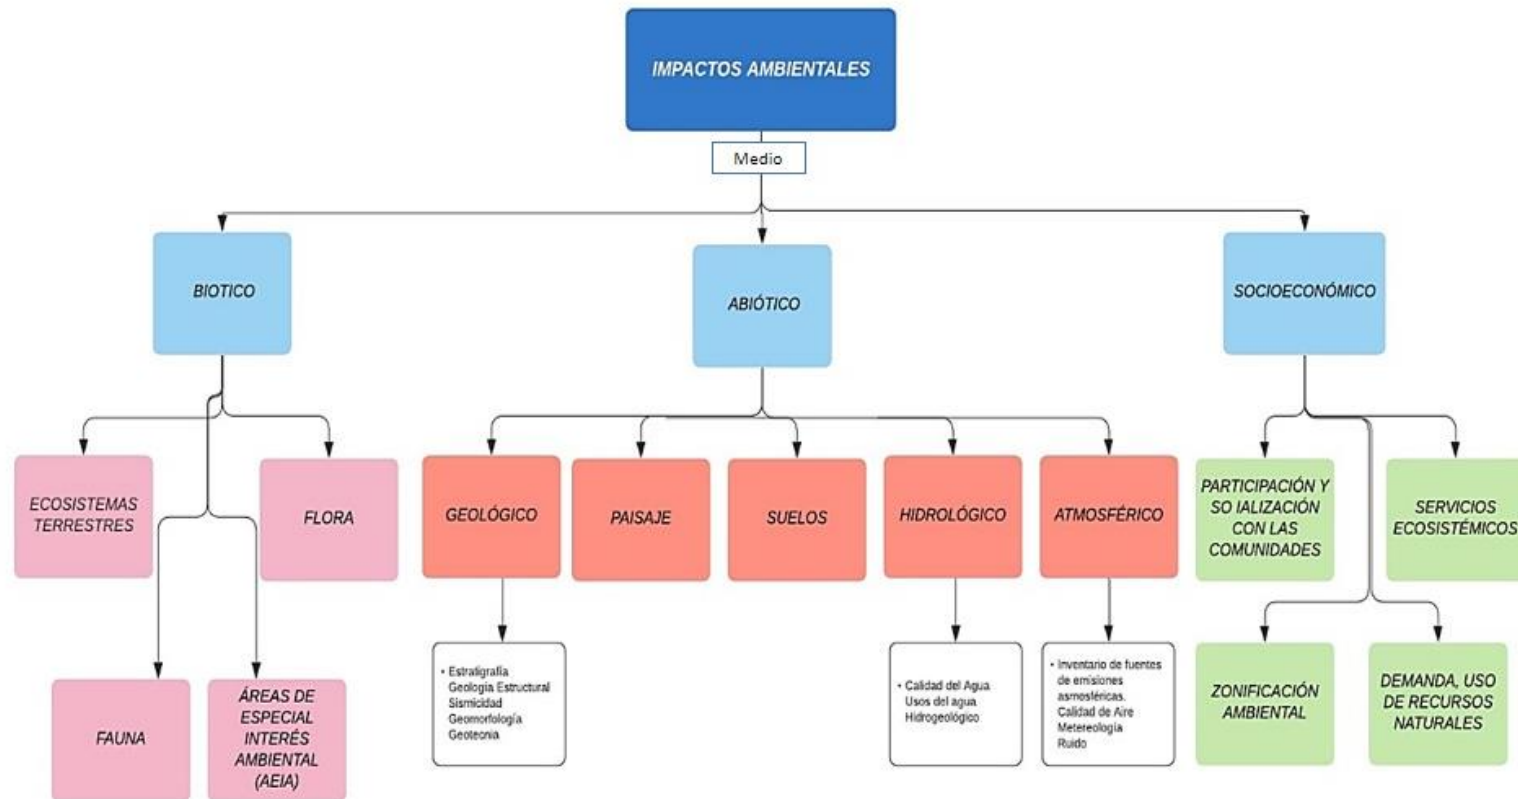 IMPACTOS AMBIENTALES
Medio
BIOTICO
ABIÓTICO
SOCIOECONÓMICO
ECOSISTEMAS
TERRESTRES
FLORA
GEOLÓGICO
PAISAJE
SUELOS
HIDROLÓGICO
ATMOSFÉRICO
PARTICIPACIÓN Y
SO IALIZACIÓN
CON LAS
COMUNIDADES
SERVICIOS
ECOSISTÉMICOS
FAUNA
ÁREAS DE
ESPECIAL
INTERÉS
AMBIENTAL
(AEIA)
• Estratigrafía
Geología Estructural
Sismicidad
Geomorfología
Geotecnia
• Calidad del Agua
Usos del agua
Hidrogeológico
• Inventario de fuentes
de emisiones
asmosféricas.
Calidad de Aire
Metereología
Ruido
ZONIFICACIÓN
AMBIENTAL
DEMANDA, USO
DE RECURSOS
NATURALES